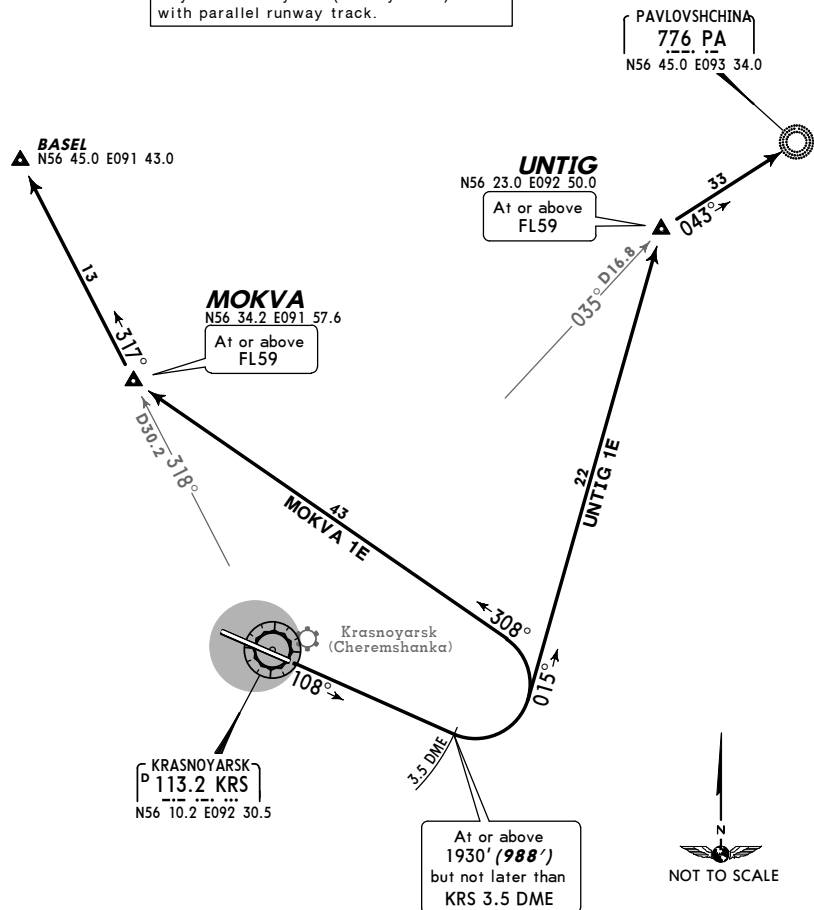 with parallel runway track.
PAVLOVSHCHINA
776 PA
N56 45.0 E093 34.0
BASEL
N56 45.0 E091 43.0
UNTIG
N56 23.0 E092 50.0
At or above
FL59
33
043°
D16.8
035°
13
MOKVA
N56 34.2 E091 57.6
At or above
FL59
317°
D30.2
318°
22
UNTIG 1E
43
MOKVA 1E
308°
Krasnoyarsk
(Cheremshanka)
015°
108°
3.5 DME
KRASNOYARSK
D 113.2 KRS
N56 10.2 E092 30.5
At or above
1930' (988')
but not later than
KRS 3.5 DME
N
NOT TO SCALE